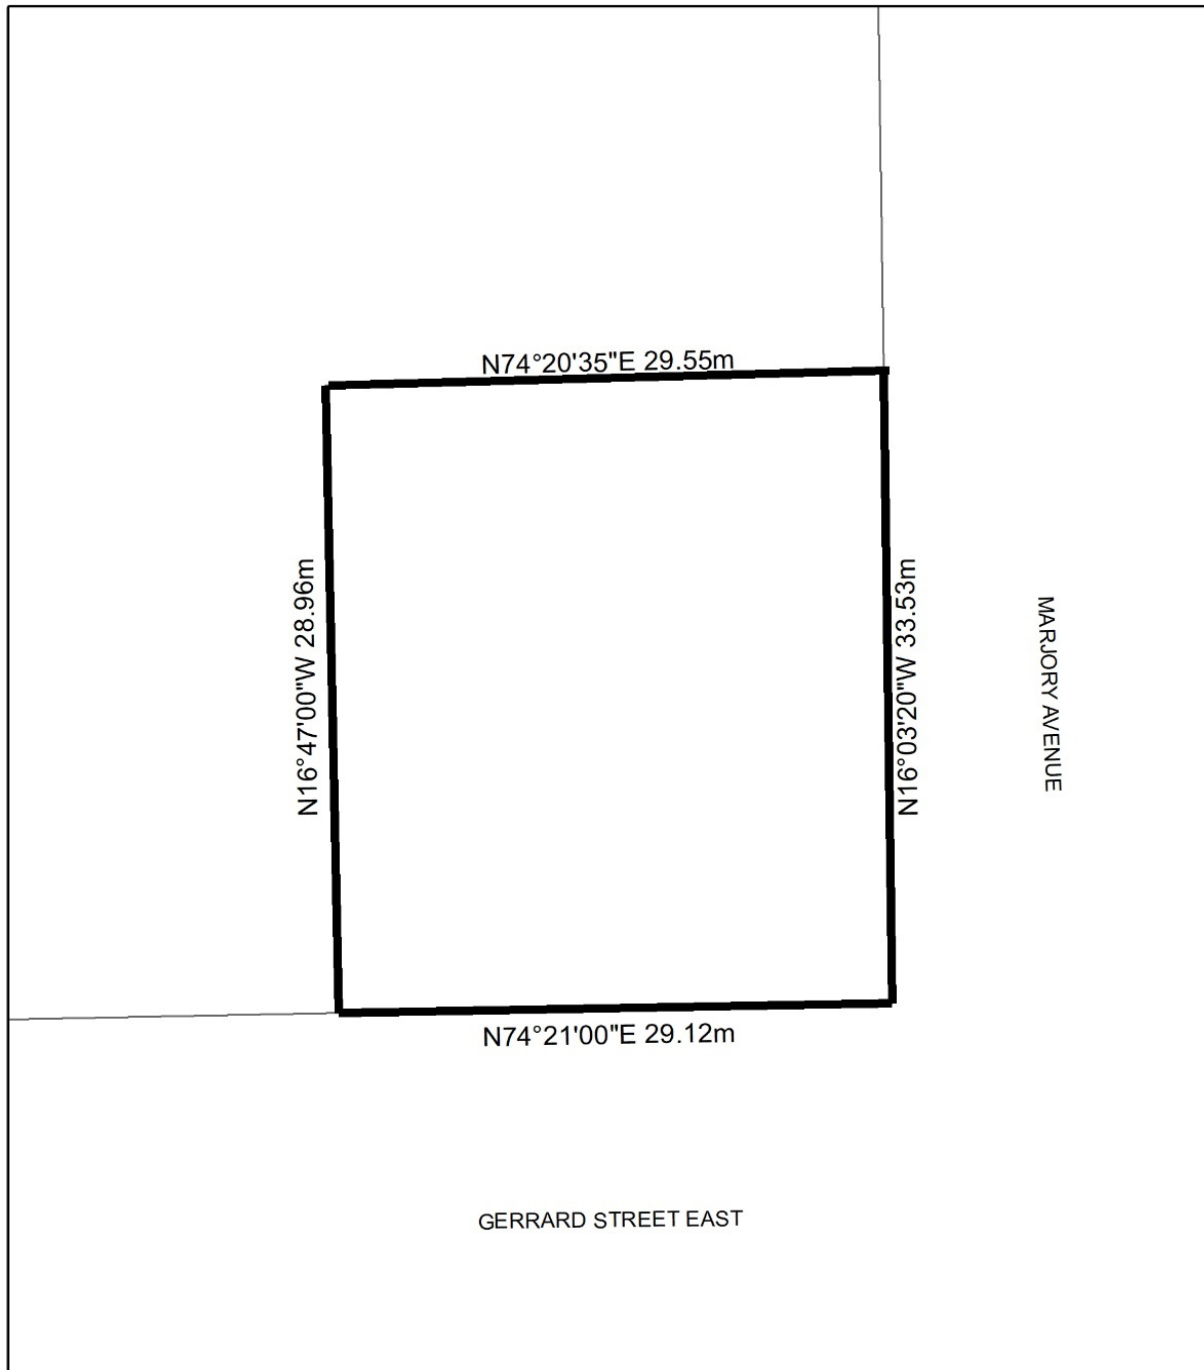 N74°20'35"E 29.55m
N16°47'00"W 28.96m
N16°03'20"W 33.53m
MARJORY AVENUE
N74°21'00"E 29.12m
GERRARD STREET EAST